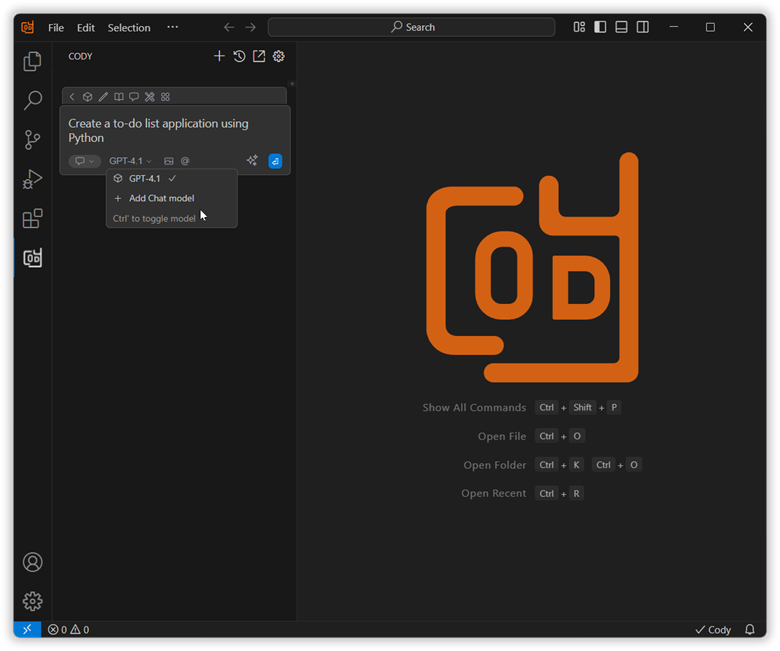 File Edit Selection ··· Search
CODY
Create a to-do list application using
Python
GPT-4.1
GPT-4.1
+ Add Chat model
Ctrl' to toggle model
CODY
Show All Commands Ctrl + Shift + P
Open File Ctrl + O
Open Folder Ctrl + K Ctrl + O
Open Recent Ctrl + R
0 0 Cody